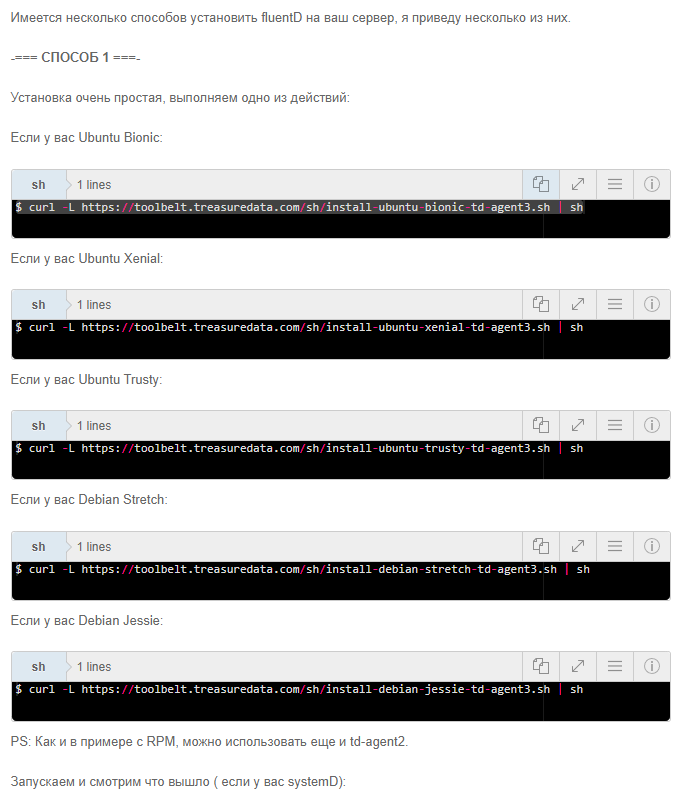 Имеется несколько способов установить fluentD на ваш сервер, я приведу несколько из них.
-=== СПОСОБ 1 ===-
Установка очень простая, выполняем одно из действий:
Если у вас Ubuntu Bionic:
sh 1 lines
$ curl -L https://toolbelt.treasuredata.com/sh/install-ubuntu-bionic-td-agent3.sh | sh
Если у вас Ubuntu Xenial:
sh 1 lines
$ curl -L https://toolbelt.treasuredata.com/sh/install-ubuntu-xenial-td-agent3.sh | sh
Если у вас Ubuntu Trusty:
sh 1 lines
$ curl -L https://toolbelt.treasuredata.com/sh/install-ubuntu-trusty-td-agent3.sh | sh
Если у вас Debian Stretch:
sh 1 lines
$ curl -L https://toolbelt.treasuredata.com/sh/install-debian-stretch-td-agent3.sh | sh
Если у вас Debian Jessie:
sh 1 lines
$ curl -L https://toolbelt.treasuredata.com/sh/install-debian-jessie-td-agent3.sh | sh
PS: Как и в примере с RPM, можно использовать еще и td-agent2.
Запускаем и смотрим что вышло ( если у вас systemD):